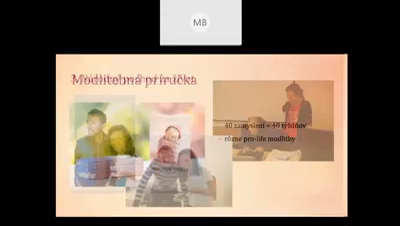 MB
Modlitebná príručka
40 zamyslení = 40 týždňov
rôzne pro-life modlitby